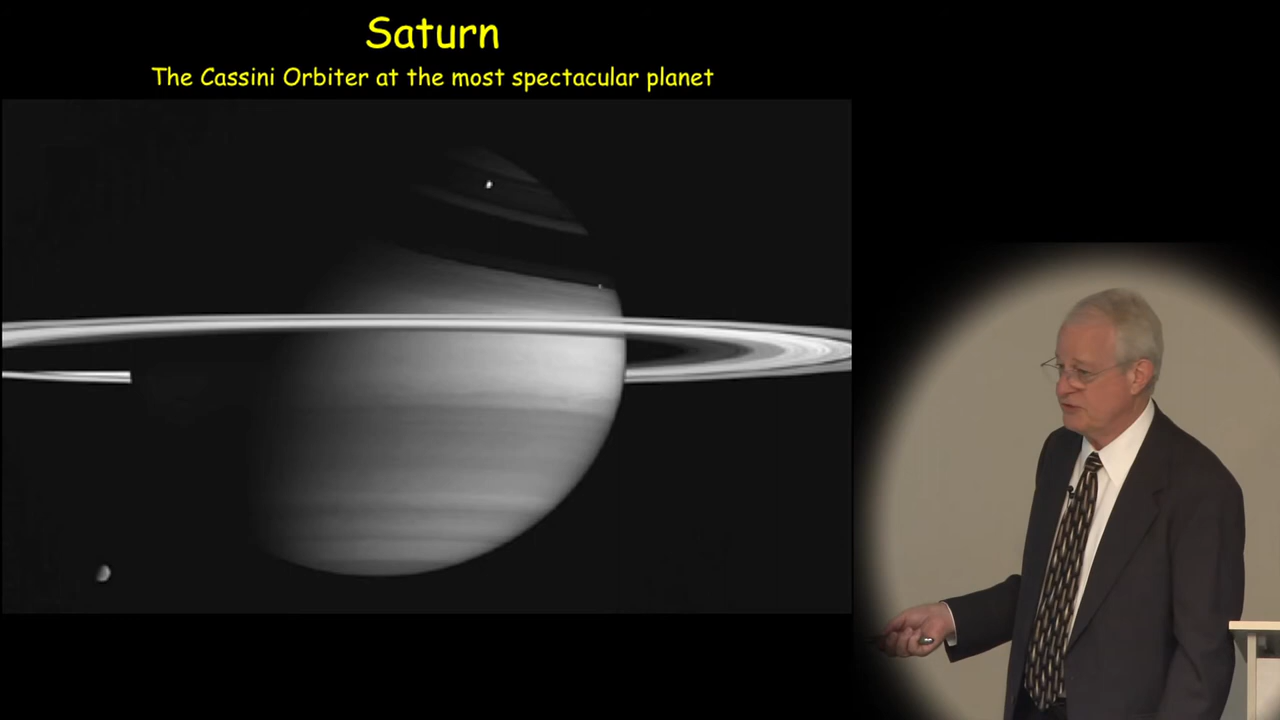 Saturn
The Cassini Orbiter at the most spectacular planet